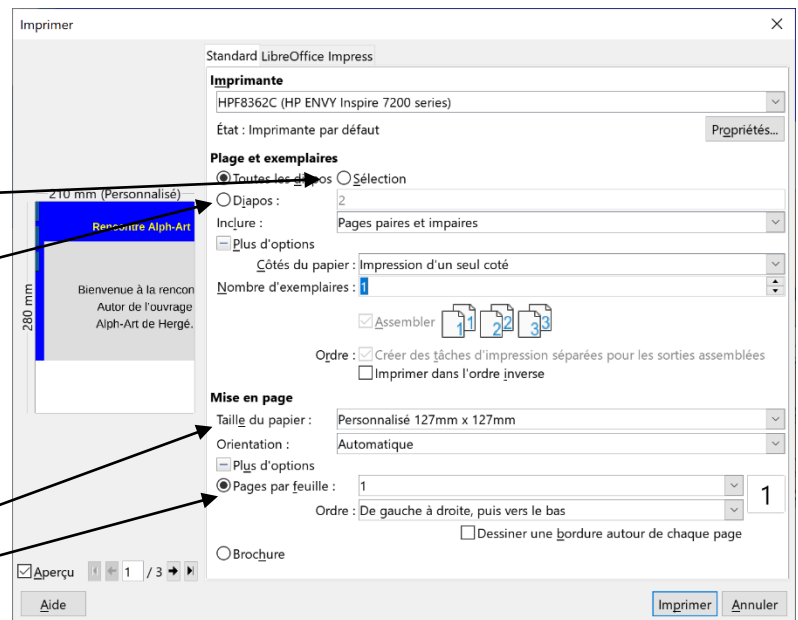 Imprimer
Standard LibreOffice Impress
Imprimante
HPF8362C (HP ENVY Inspire 7200 series)
État : Imprimante par défaut
Propriétés...
Plage et exemplaires
Toutes les diapos Sélection
Diapos : 2
Inclure : Pages paires et impaires
Plus d'options
Côtés du papier : Impression d'un seul coté
Nombre d'exemplaires : 1
Assembler 1 1 2 2 3 3
Ordre : Créer des tâches d'impression séparées pour les sorties assemblées
Imprimer dans l'ordre inverse
Mise en page
Taille du papier : Personnalisé 127mm x 127mm
Orientation : Automatique
Plus d'options
Pages par feuille : 1
1
Ordre : De gauche à droite, puis vers le bas
Dessiner une bordure autour de chaque page
Brochure
210 mm (Personnalisé)
280 mm
Rencontre Alph-Art
Bienvenue à la rencon
Autor de l'ouvrage
Alph-Art de Hergé.
Aperçu 1 / 3
Aide
Imprimer Annuler